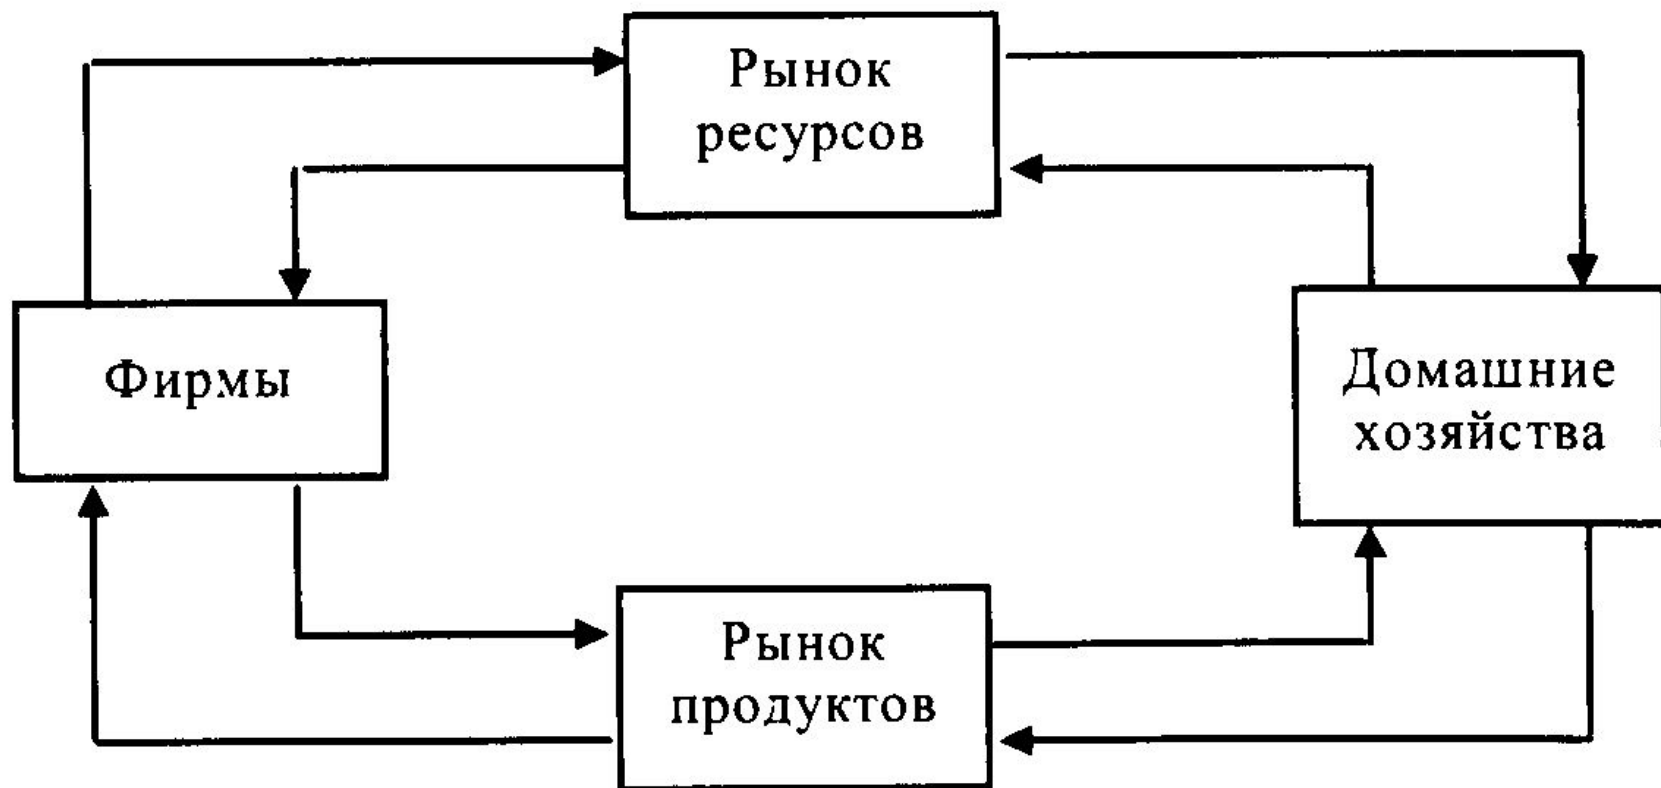 Рынок
ресурсов
Фирмы
Домашние
хозяйства
Рынок
продуктов